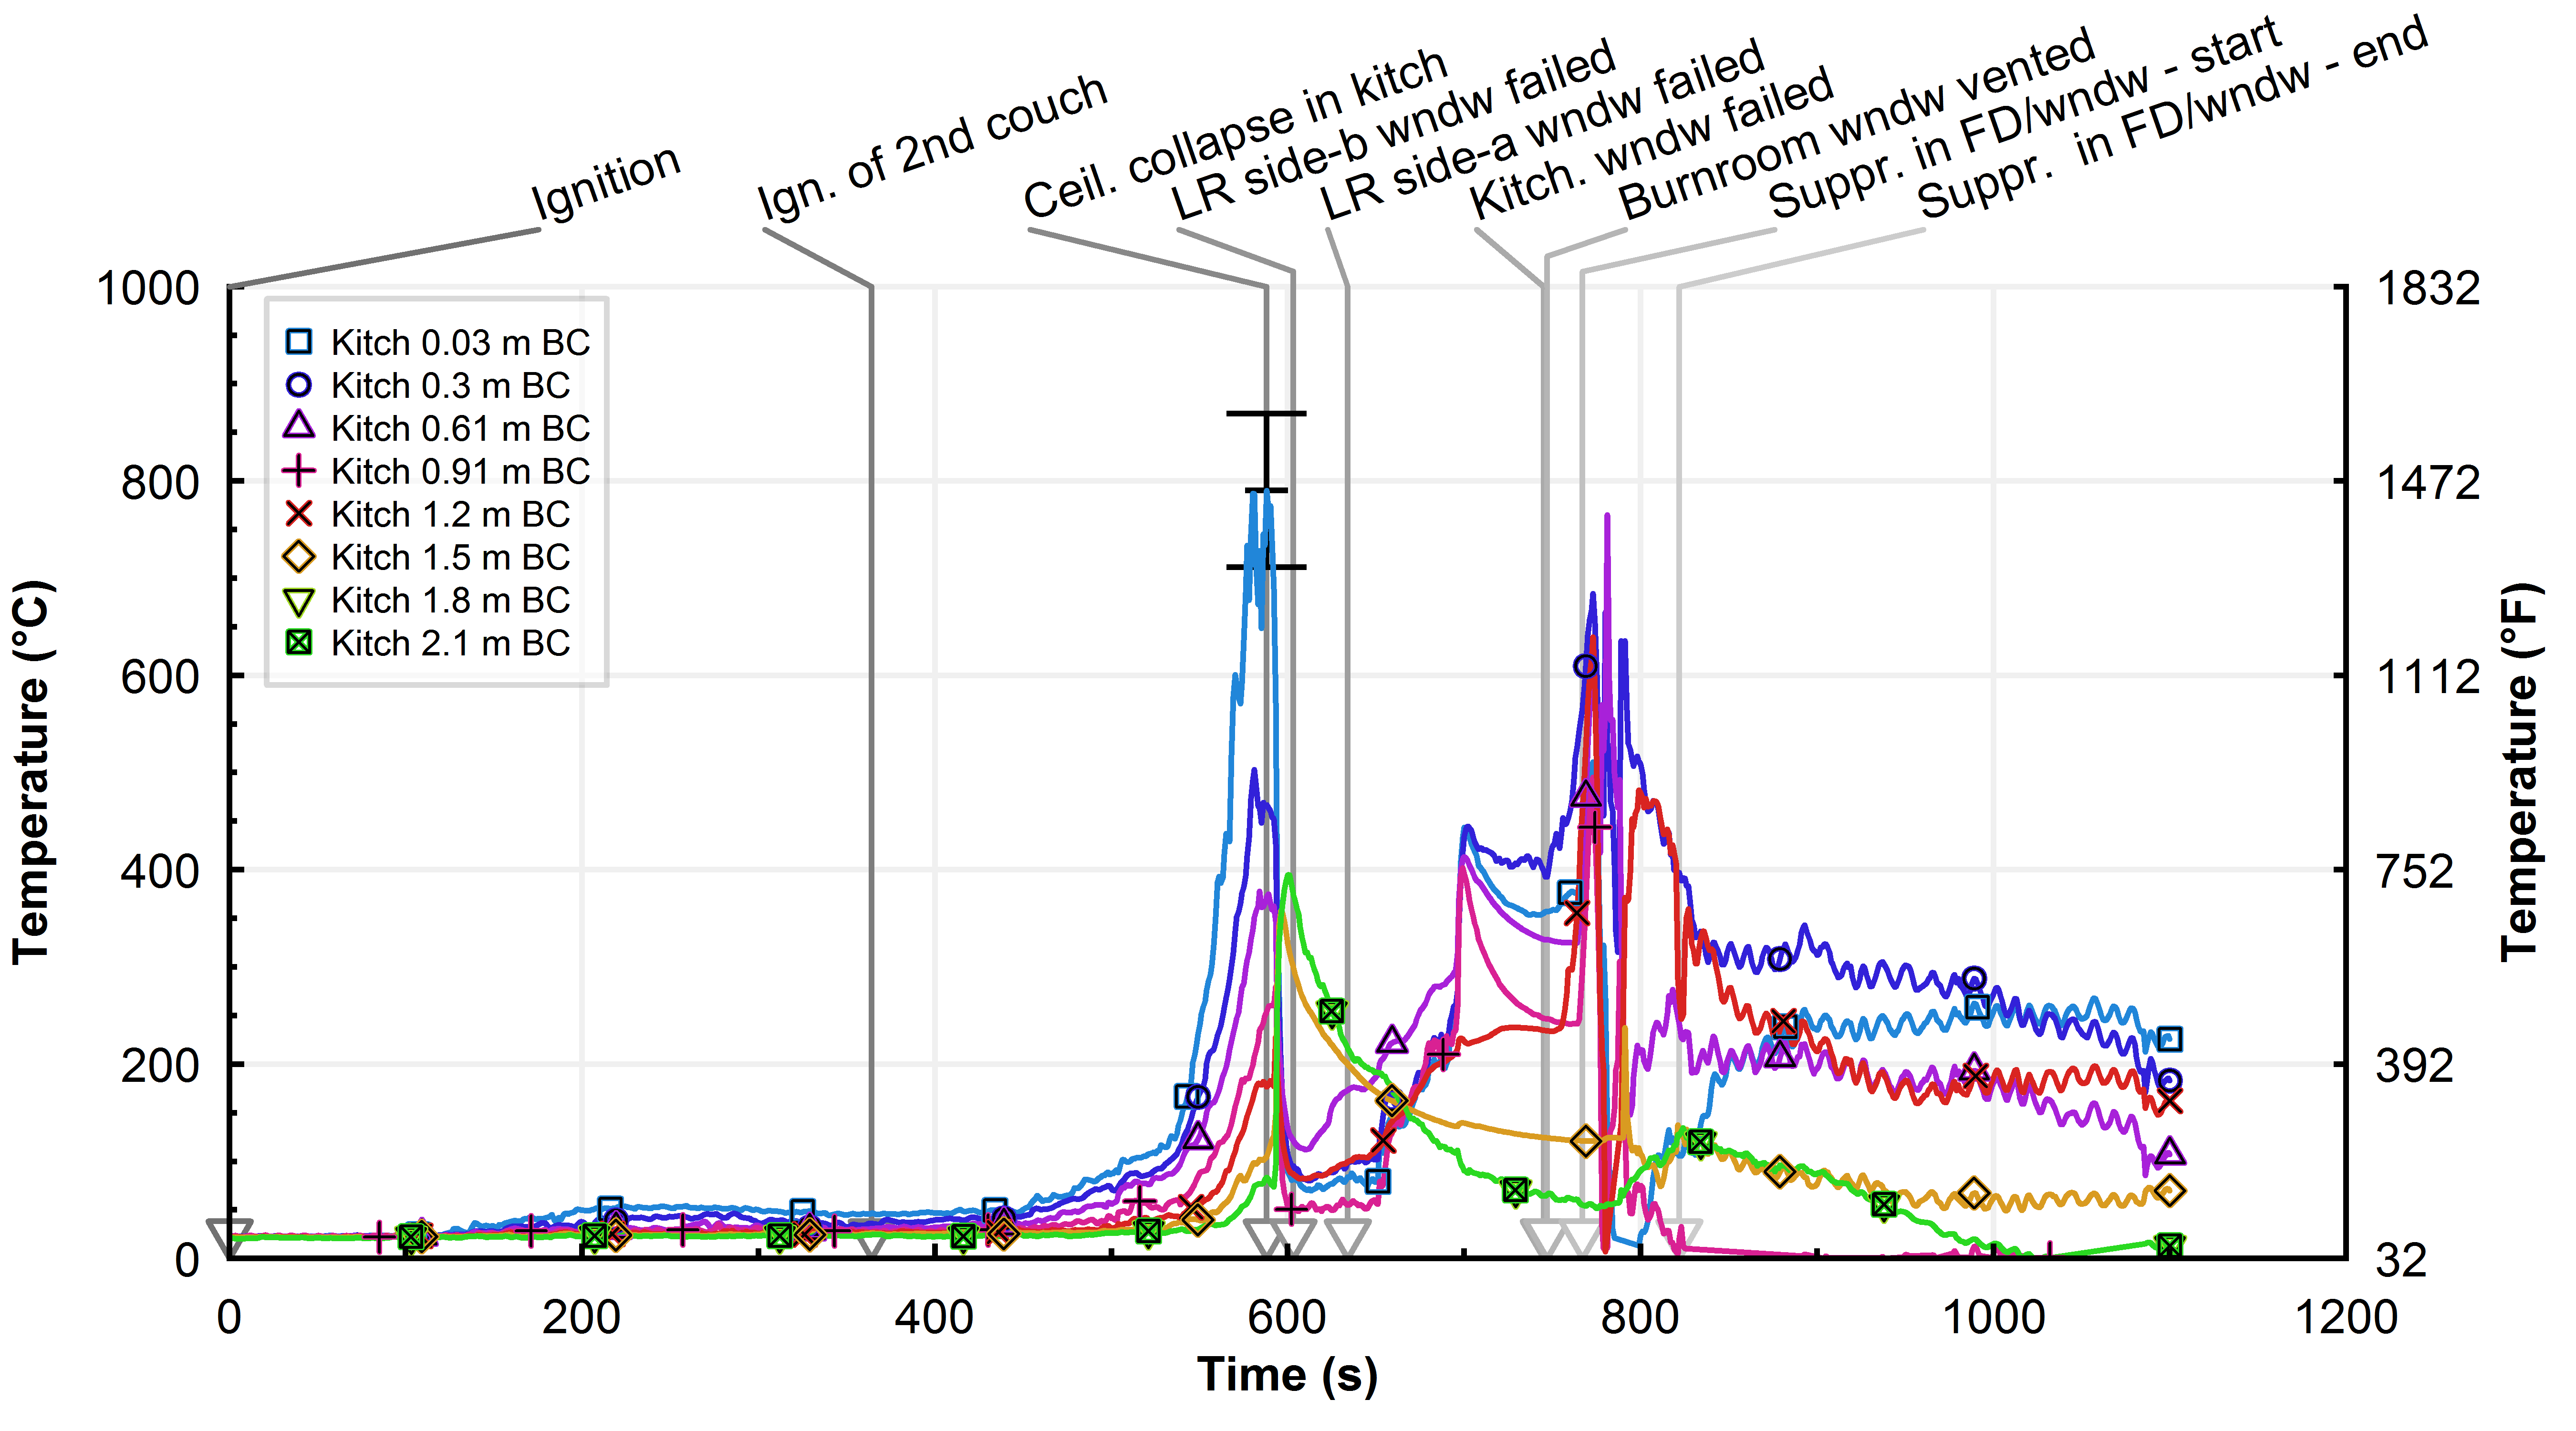 Ignition
Ign. of 2nd couch
Ceil. collapse in kitch
LR side-b wndw failed
LR side-a wndw failed
Kitch. wndw failed
Burnroom wndw vented
Suppr. in FD/wndw - start
Suppr.  in FD/wndw - end
1000
800
600
400
200
0
Temperature (°C)
Kitch 0.03 m BC
Kitch 0.3 m BC
Kitch 0.61 m BC
Kitch 0.91 m BC
Kitch 1.2 m BC
Kitch 1.5 m BC
Kitch 1.8 m BC
Kitch 2.1 m BC
1832
1472
1112
752
392
32
Temperature (°F)
0 200 400 600 800 1000 1200
Time (s)